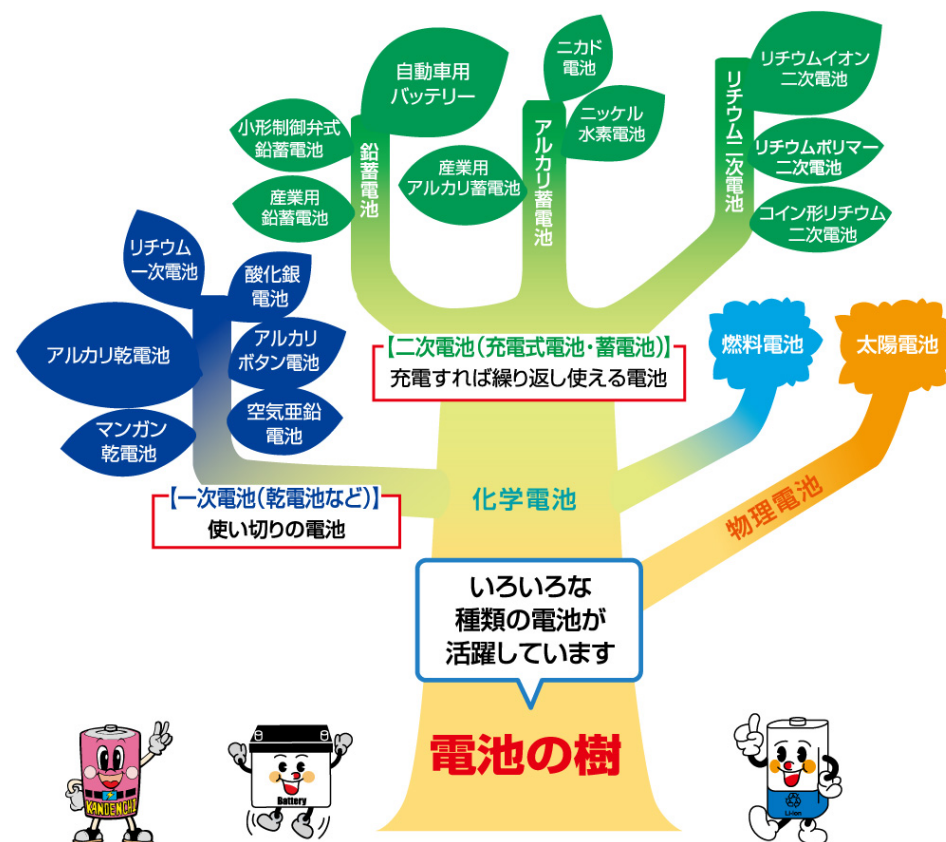 自動車用
バッテリー
小形制御弁式
鉛蓄電池
産業用
鉛蓄電池
鉛蓄電池
ニカド
電池
ニッケル
水素電池
産業用
アルカリ蓄電池
アルカリ蓄電池
リチウムイオン
二次電池
リチウムポリマー
二次電池
コイン形リチウム
二次電池
リチウム二次電池
リチウム
一次電池
酸化銀
電池
アルカリ乾電池
アルカリ
ボタン電池
マンガン
乾電池
空気亜鉛
電池
【二次電池(充電式電池・蓄電池)】
充電すれば繰り返し使える電池
燃料電池
太陽電池
【一次電池(乾電池など)】
使い切りの電池
化学電池
物理電池
いろいろな
種類の電池が
活躍しています
電池の樹
KANDENCHI
Battery
Li-ion